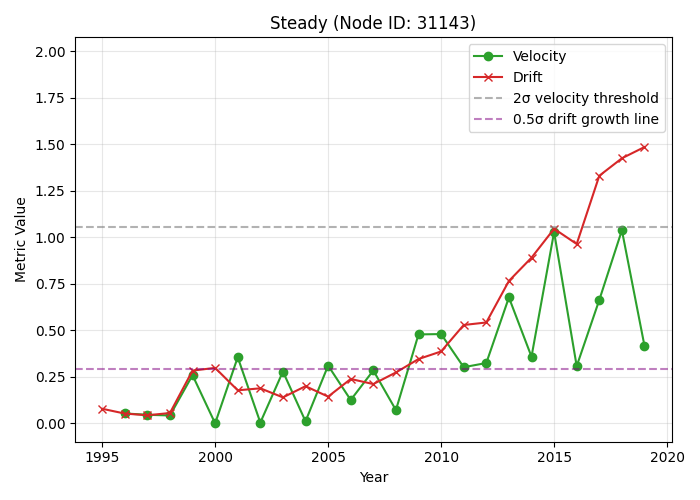 Steady (Node ID: 31143)
2.00
1.75
1.50
1.25
1.00
0.75
0.50
0.25
0.00
Metric Value
Velocity
Drift
2σ velocity threshold
0.5σ drift growth line
1995
2000
2005
2010
2015
2020
Year